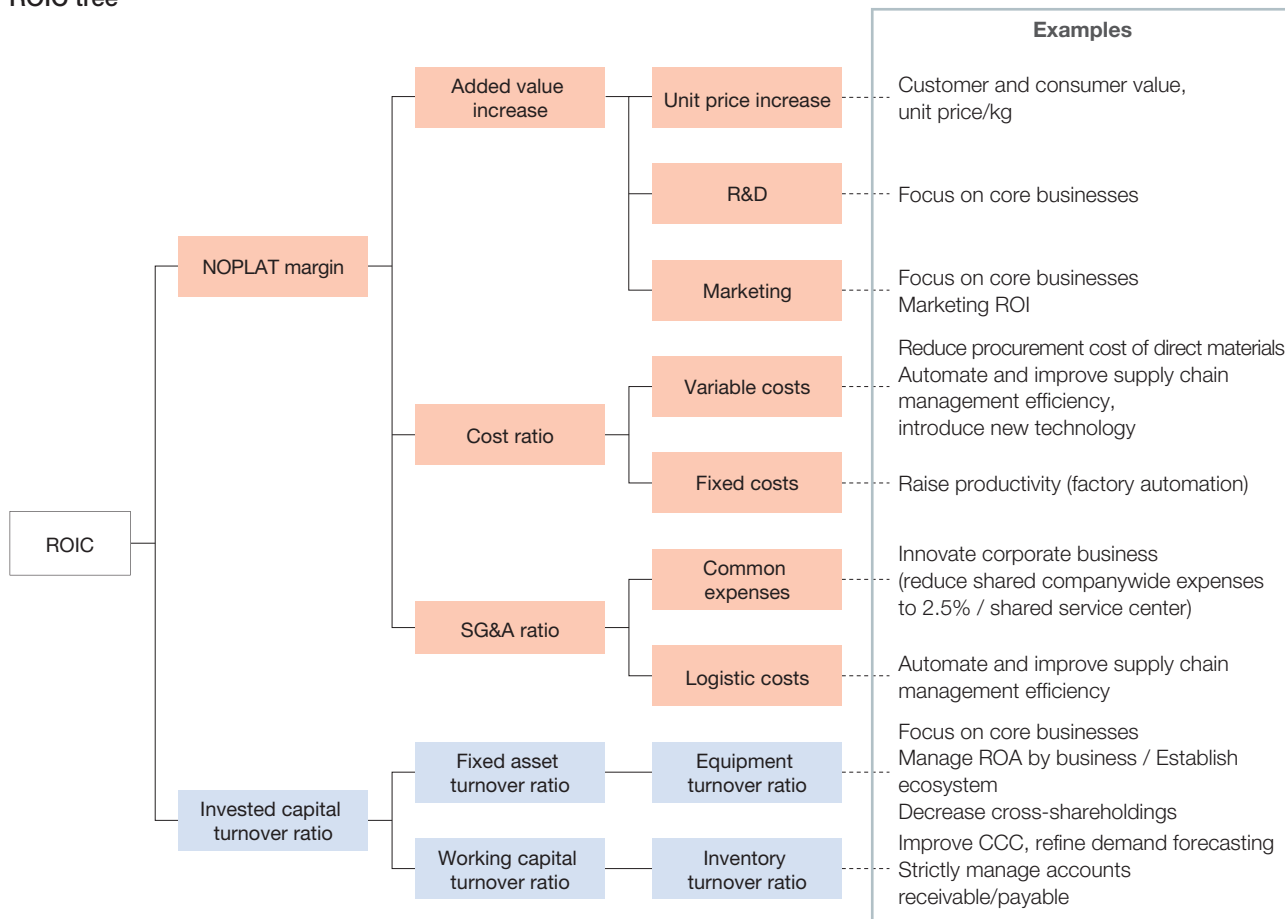 ROIC tree
Examples
Added value
increase
Unit price increase
Customer and consumer value,
unit price/kg
R&D
Focus on core businesses
NOPLAT margin
Marketing
Focus on core businesses
Marketing ROI
Cost ratio
Variable costs
Reduce procurement cost of direct materials
Automate and improve supply chain
management efficiency,
introduce new technology
Fixed costs
Raise productivity (factory automation)
ROIC
SG&A ratio
Common
expenses
Innovate corporate business
(reduce shared companywide expenses
to 2.5% / shared service center)
Logistic costs
Automate and improve supply chain
management efficiency
Invested capital
turnover ratio
Fixed asset
turnover ratio
Equipment
turnover ratio
Focus on core businesses
Manage ROA by business / Establish
ecosystem
Decrease cross-shareholdings
Working capital
turnover ratio
Inventory
turnover ratio
Improve CCC, refine demand forecasting
Strictly manage accounts
receivable/payable